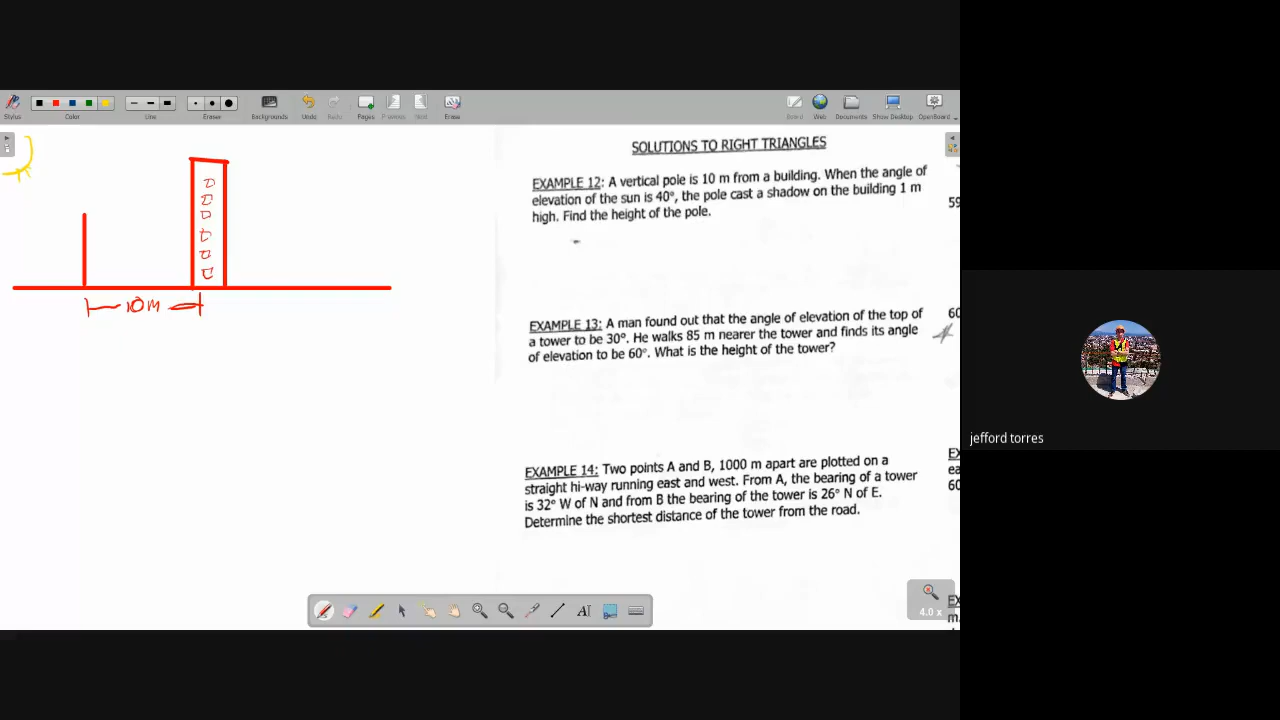 Stylus
Color
Line
Eraser
Backgrounds
Undo
Redo
Pages
Previous
Next
Erase
Board
Web
Documents
Show Desktop
OpenBoard
10m
SOLUTIONS TO RIGHT TRIANGLES
EXAMPLE 12: A vertical pole is 10 m from a building. When the angle of
elevation of the sun is 40°, the pole cast a shadow on the building 1 m
high. Find the height of the pole.
59
EXAMPLE 13: A man found out that the angle of elevation of the top of
a tower to be 30°. He walks 85 m nearer the tower and finds its angle
of elevation to be 60°. What is the height of the tower?
60
EXAMPLE 14: Two points A and B, 1000 m apart are plotted on a
straight hi-way running east and west. From A, the bearing of a tower
is 32° W of N and from B the bearing of the tower is 26° N of E.
Determine the shortest distance of the tower from the road.
EX
ea
60
EX
m
AI
4.0 x
jefford torres